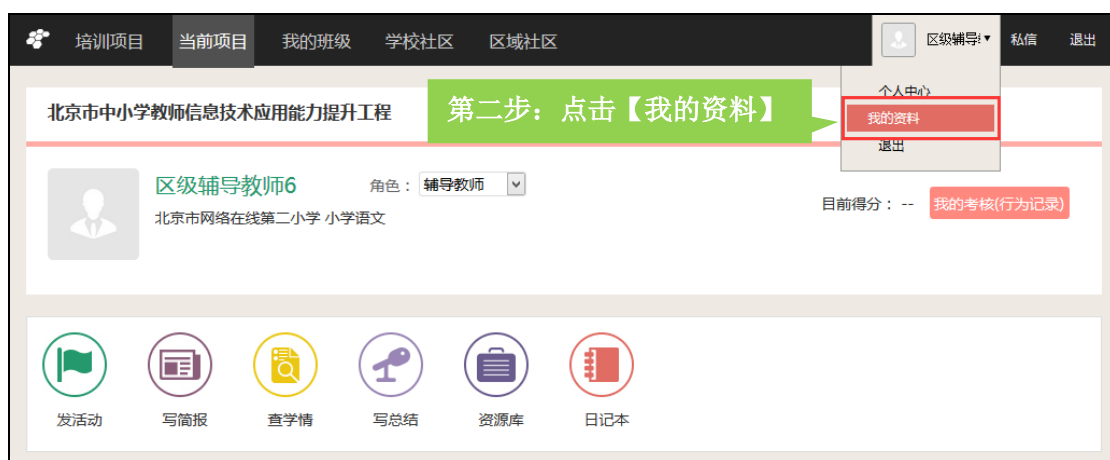 培训项目 当前项目 我的班级 学校社区 区域社区 区级辅导 私信 退出
个人中心
我的资料
退出
北京市中小学教师信息技术应用能力提升工程
第二步：点击【我的资料】
区级辅导教师6 角色： 辅导教师
北京市网络在线第二小学 小学语文
目前得分： -- 我的考核(行为记录)
发活动 写简报 查学情 写总结 资源库 日记本